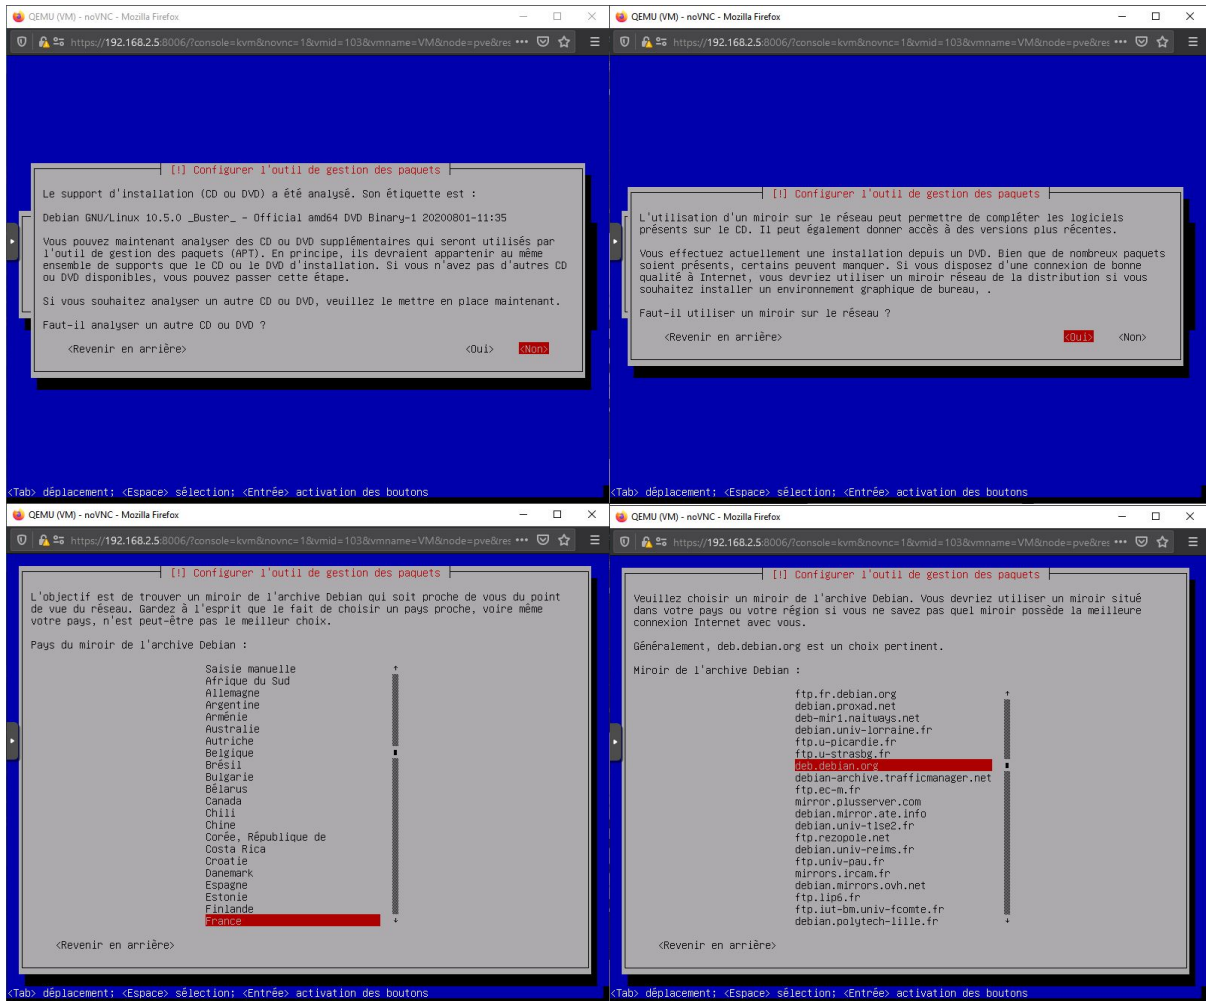 QEMU (VM) - noVNC - Mozilla Firefox
https://192.168.2.5:8006/?console=kvm&novnc=1&vmid=103&vmname=VM&node=pve&res
[!] Configurer l'outil de gestion des paquets
Le support d'installation (CD ou DVD) a été analysé. Son étiquette est :
Debian GNU/Linux 10.5.0 _Buster_ - Official amd64 DVD Binary-1 20200801-11:35
Vous pouvez maintenant analyser des CD ou DVD supplémentaires qui seront utilisés par
l'outil de gestion des paquets (APT). En principe, ils devraient appartenir au même
ensemble de supports que le CD ou le DVD d'installation. Si vous n'avez pas d'autres CD
ou DVD disponibles, vous pouvez passer cette étape.
Si vous souhaitez analyser un autre CD ou DVD, veuillez le mettre en place maintenant.
Faut-il analyser un autre CD ou DVD ?
<Revenir en arrière> <Oui> <Non>
<Tab> déplacement; <Espace> sélection; <Entrée> activation des boutons
QEMU (VM) - noVNC - Mozilla Firefox
https://192.168.2.5:8006/?console=kvm&novnc=1&vmid=103&vmname=VM&node=pve&res
[!] Configurer l'outil de gestion des paquets
L'utilisation d'un miroir sur le réseau peut permettre de compléter les logiciels
présents sur le CD. Il peut également donner accès à des versions plus récentes.
Vous effectuez actuellement une installation depuis un DVD. Bien que de nombreux paquets
soient présents, certains peuvent manquer. Si vous disposez d'une connexion de bonne
qualité à Internet, vous devriez utiliser un miroir réseau de la distribution si vous
souhaitez installer un environnement graphique de bureau, .
Faut-il utiliser un miroir sur le réseau ?
<Revenir en arrière> <Oui> <Non>
<Tab> déplacement; <Espace> sélection; <Entrée> activation des boutons
QEMU (VM) - noVNC - Mozilla Firefox
https://192.168.2.5:8006/?console=kvm&novnc=1&vmid=103&vmname=VM&node=pve&res
[!] Configurer l'outil de gestion des paquets
L'objectif est de trouver un miroir de l'archive Debian qui soit proche de vous du point
de vue du réseau. Gardez à l'esprit que le fait de choisir un pays proche, voire même
votre pays, n'est peut-être pas le meilleur choix.
Pays du miroir de l'archive Debian :
Saisie manuelle
Afrique du Sud
Allemagne
Argentine
Arménie
Australie
Autriche
Belgique
Brésil
Bulgarie
Bélarus
Canada
Chili
Chine
Corée, République de
Costa Rica
Croatie
Danemark
Espagne
Estonie
Finlande
France
<Revenir en arrière>
<Tab> déplacement; <Espace> sélection; <Entrée> activation des boutons
QEMU (VM) - noVNC - Mozilla Firefox
https://192.168.2.5:8006/?console=kvm&novnc=1&vmid=103&vmname=VM&node=pve&res
[!] Configurer l'outil de gestion des paquets
Veuillez choisir un miroir de l'archive Debian. Vous devriez utiliser un miroir situé
dans votre pays ou votre région si vous ne savez pas quel miroir possède la meilleure
connexion Internet avec vous.
Généralement, deb.debian.org est un choix pertinent.
Miroir de l'archive Debian :
ftp.fr.debian.org
debian.proxad.net
deb-mir1.naitways.net
debian.univ-lorraine.fr
ftp.u-picardie.fr
ftp.u-strasbg.fr
deb.debian.org
debian-archive.trafficmanager.net
ftp.ec-m.fr
mirror.plusserver.com
debian.mirror.ate.info
debian.univ-tlse2.fr
ftp.rezopole.net
debian.univ-reims.fr
ftp.univ-pau.fr
mirrors.ircam.fr
debian.mirrors.ovh.net
ftp.lip6.fr
ftp.iut-bm.univ-fcomte.fr
debian.polytech-lille.fr
<Revenir en arrière>
<Tab> déplacement; <Espace> sélection; <Entrée> activation des boutons